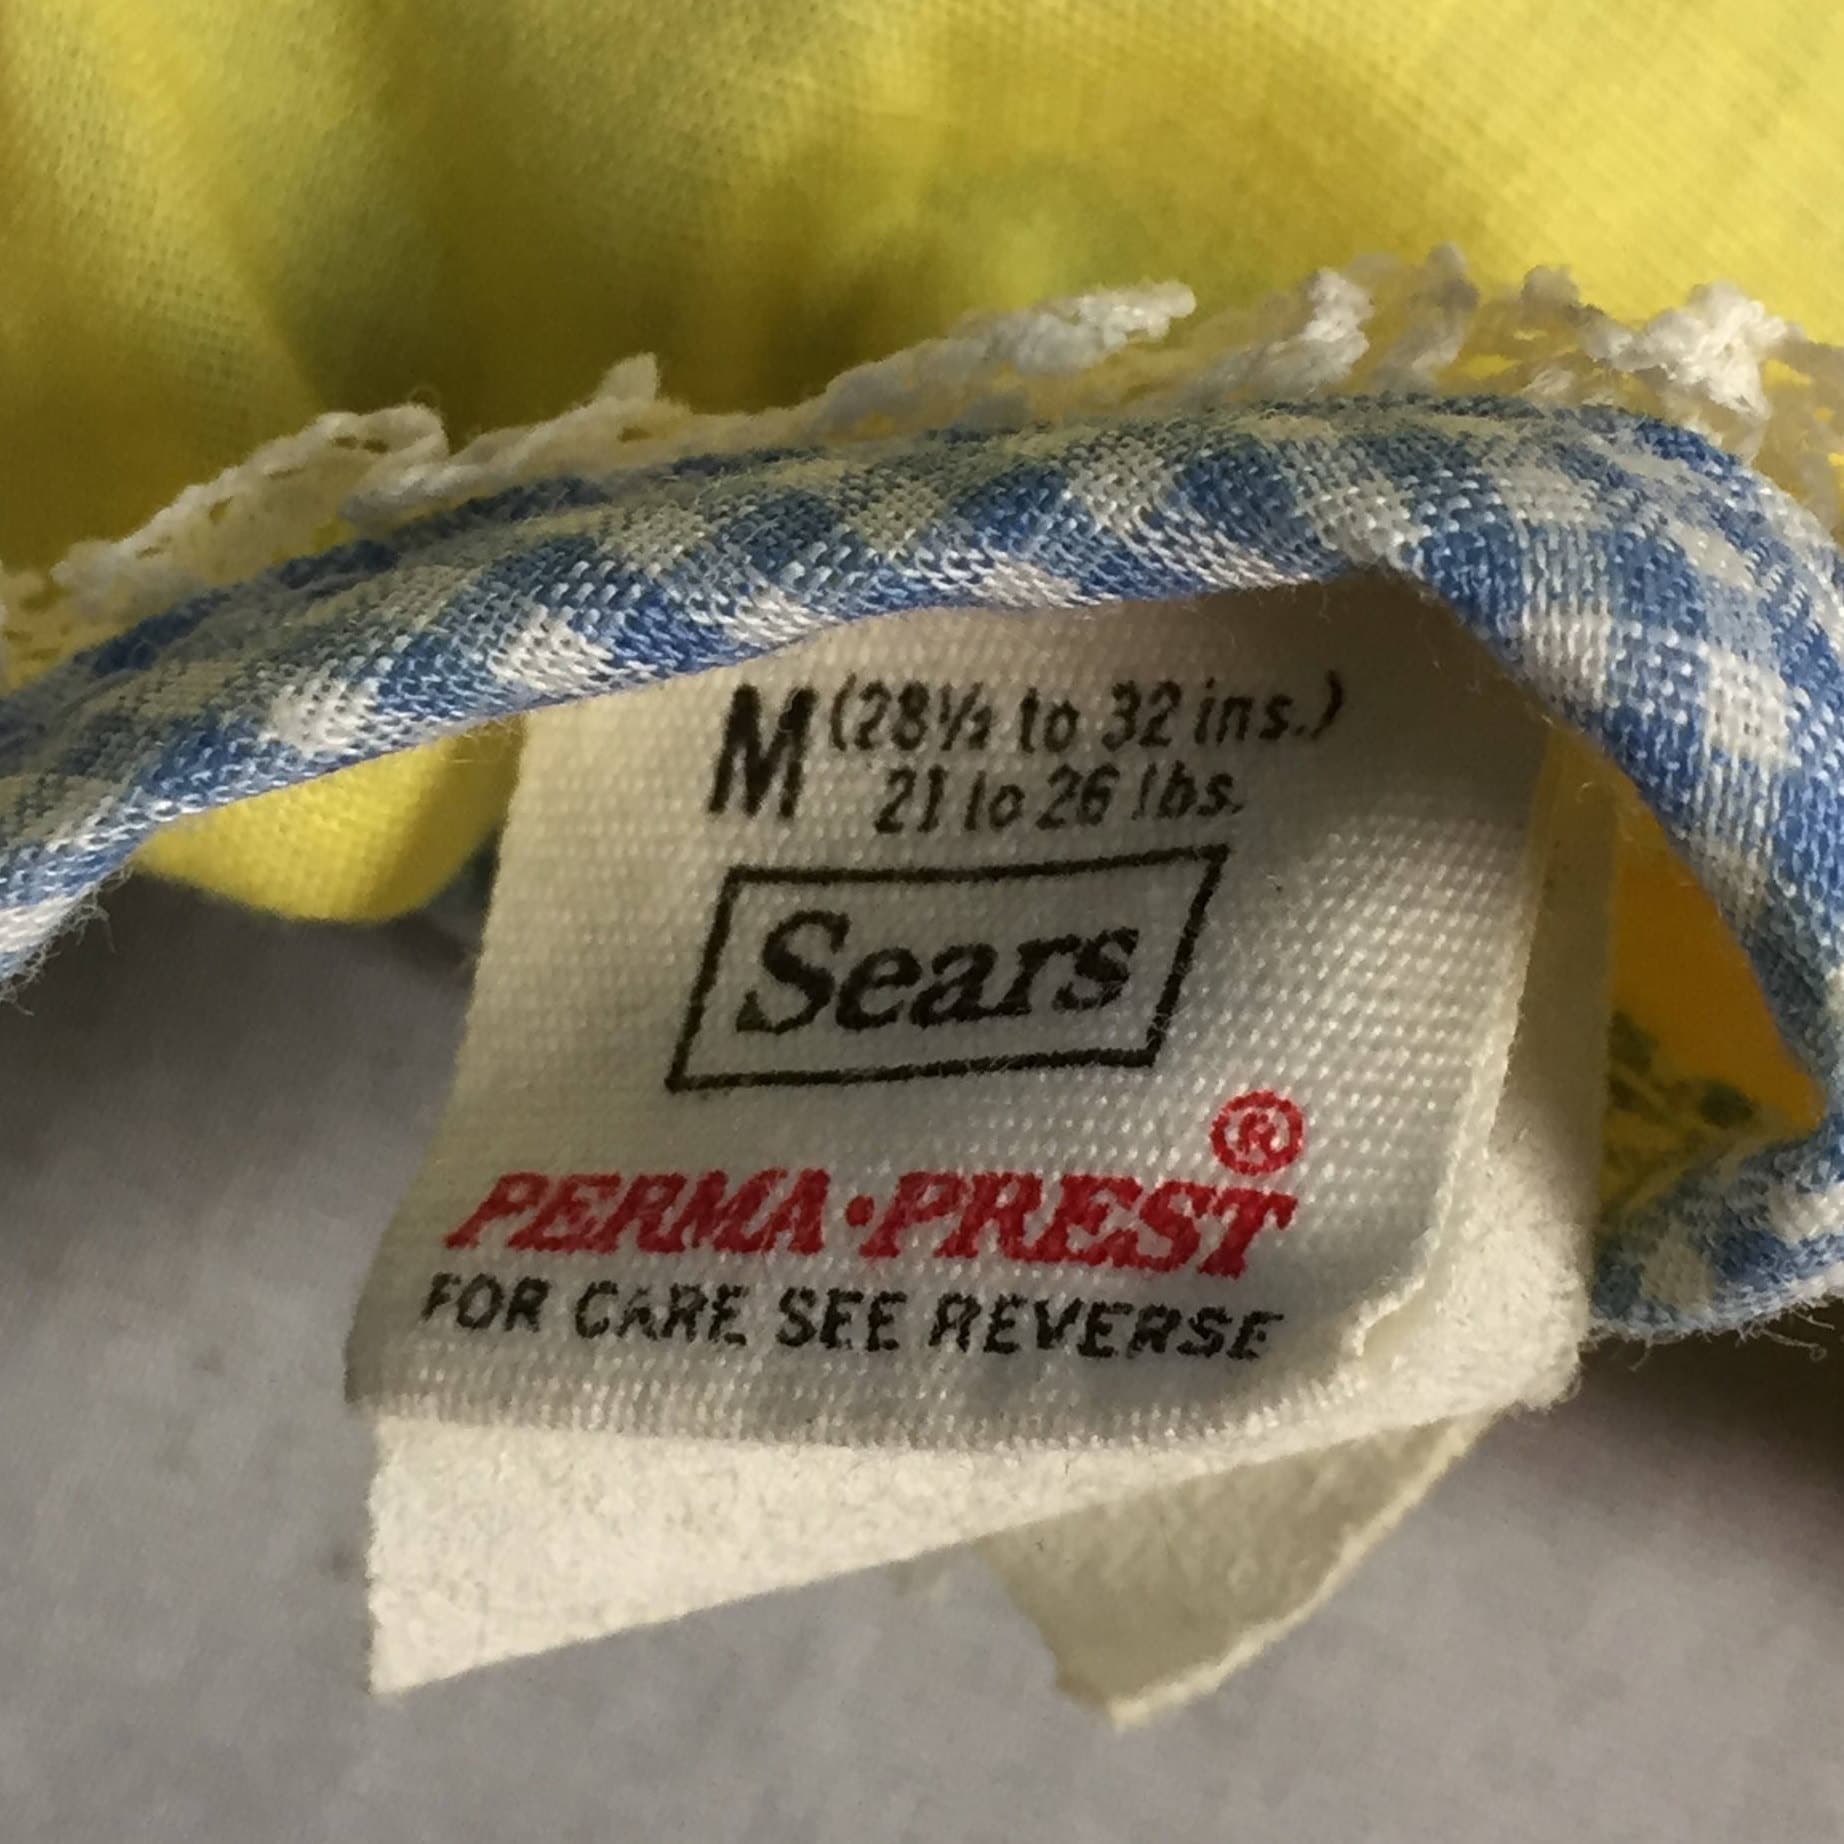 M (28½ to 32 ins.)
21 to 26 lbs.
Sears
®
PERMA·PREST
FOR CARE SEE REVERSE